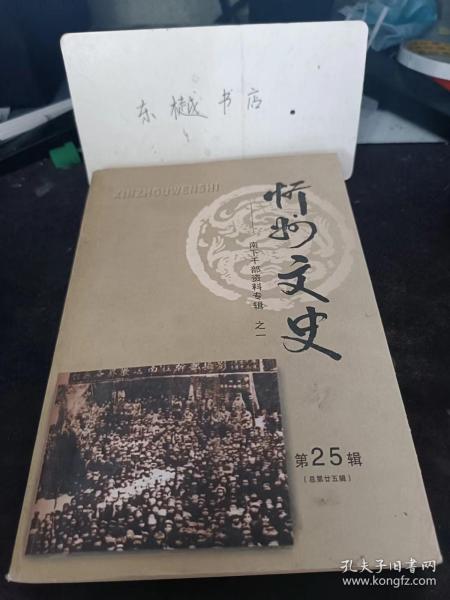 东樾书店
XINZHOUWENSHI
忻州文史
南下干部资料专辑 之一
第25辑
（总第廿五辑）
孔夫子旧书网
www.kongfz.com